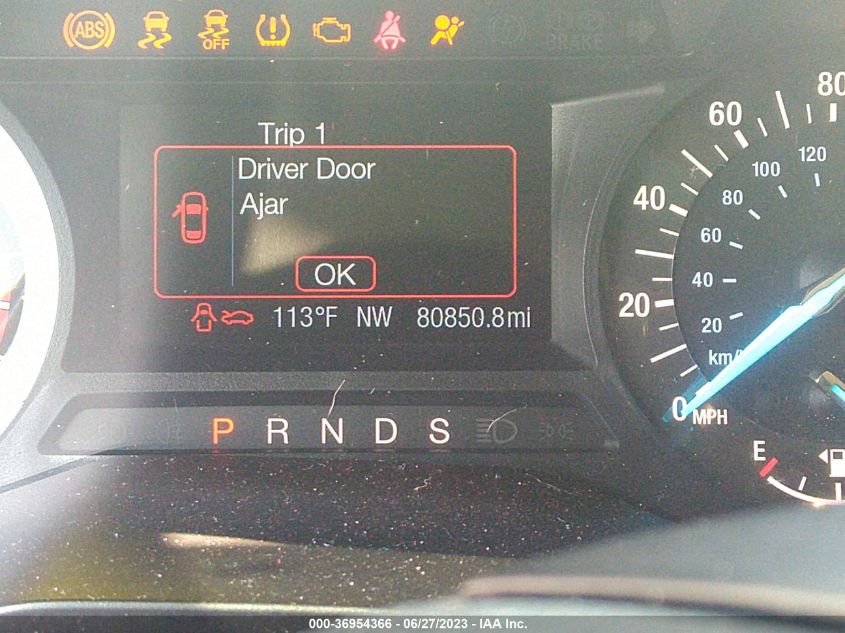 ABS OFF BRAKE
Trip 1
Driver Door
Ajar
OK
113°F NW 80850.8mi
P R N D S
0 20 40 60 80
20 40 60 80 100 120
km/
MPH
E
000-36954366 - 06/27/2023 - IAA Inc.